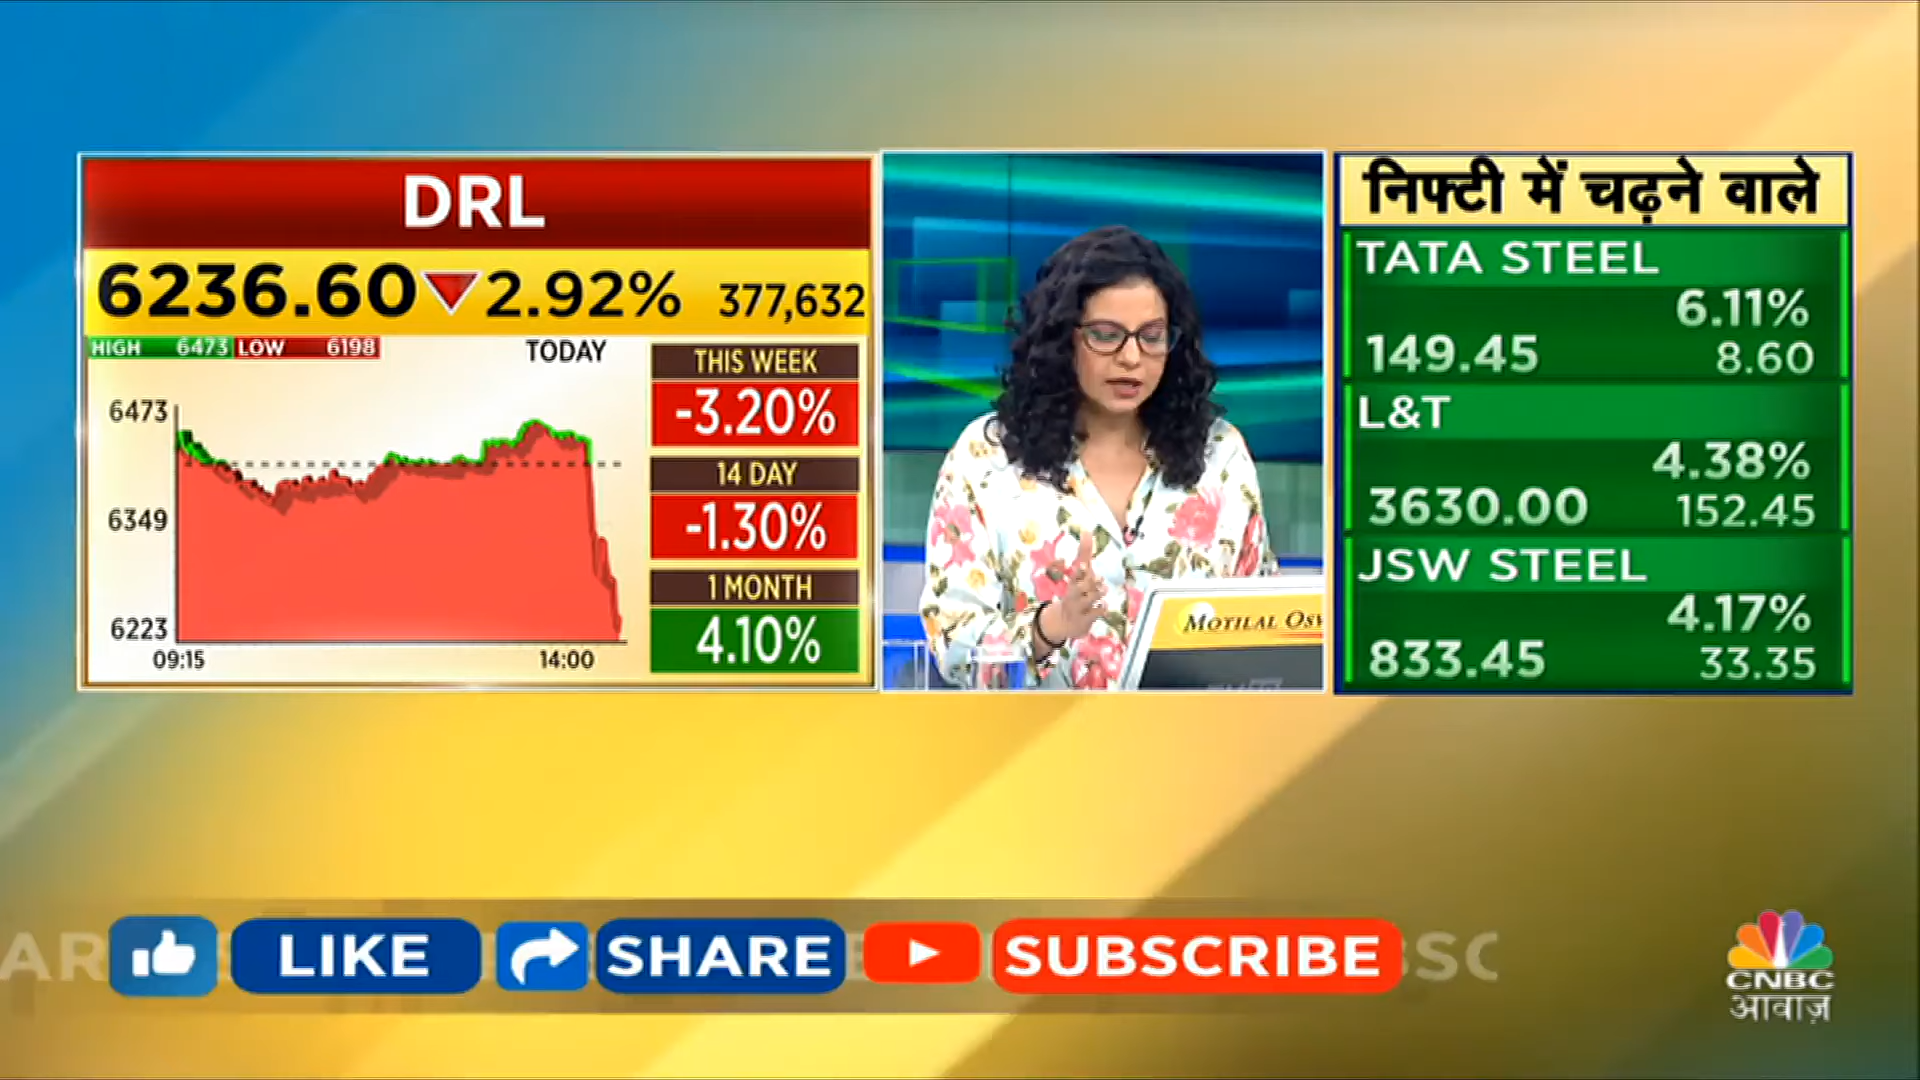 DRL
6236.60 2.92% 377,632
HIGH 6473 LOW 6198
TODAY
6473
6349
6223
09:15 14:00
THIS WEEK
-3.20%
14 DAY
-1.30%
1 MONTH
4.10%
MOTILAL OSW
निफ्टी में चढ़ने वाले
TATA STEEL
6.11%
149.45 8.60
L&T
4.38%
3630.00 152.45
JSW STEEL
4.17%
833.45 33.35
LIKE SHARE SUBSCRIBE
CNBC
आवाज़